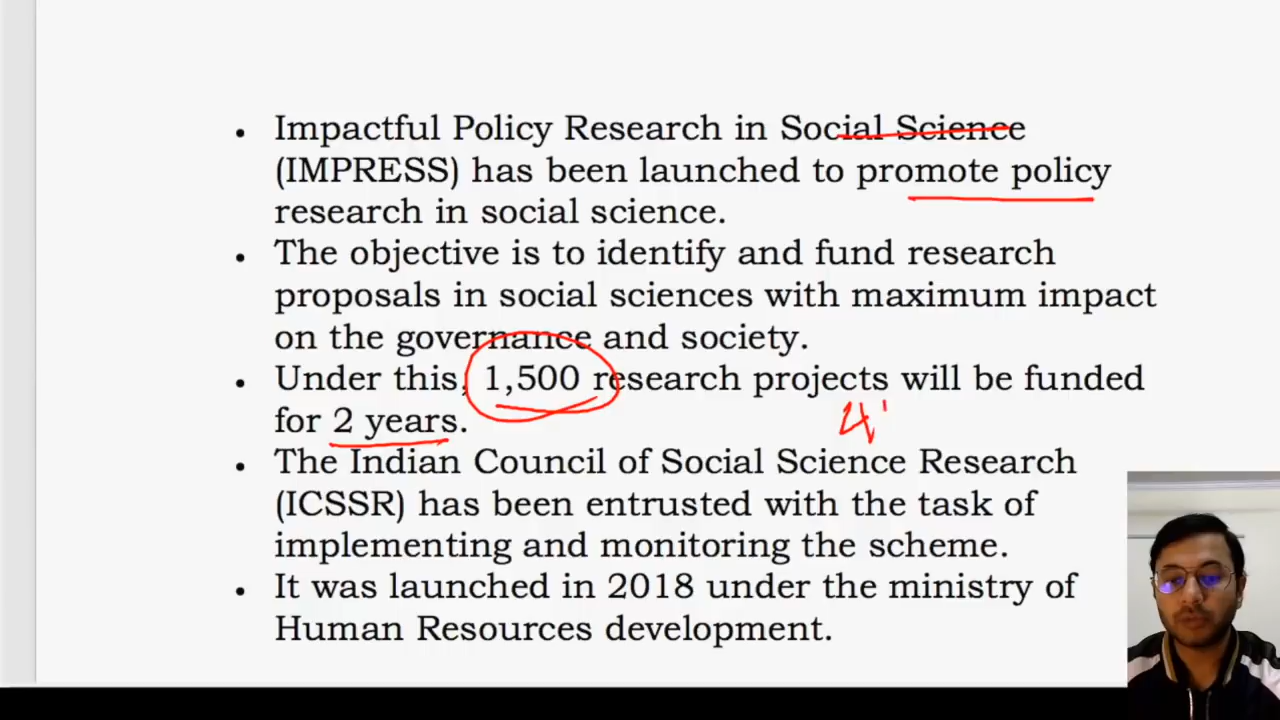 • Impactful Policy Research in Social Science
(IMPRESS) has been launched to promote policy
research in social science.
• The objective is to identify and fund research
proposals in social sciences with maximum impact
on the governance and society.
• Under this, 1,500 research projects will be funded
for 2 years.
4'
• The Indian Council of Social Science Research
(ICSSR) has been entrusted with the task of
implementing and monitoring the scheme.
• It was launched in 2018 under the ministry of
Human Resources development.